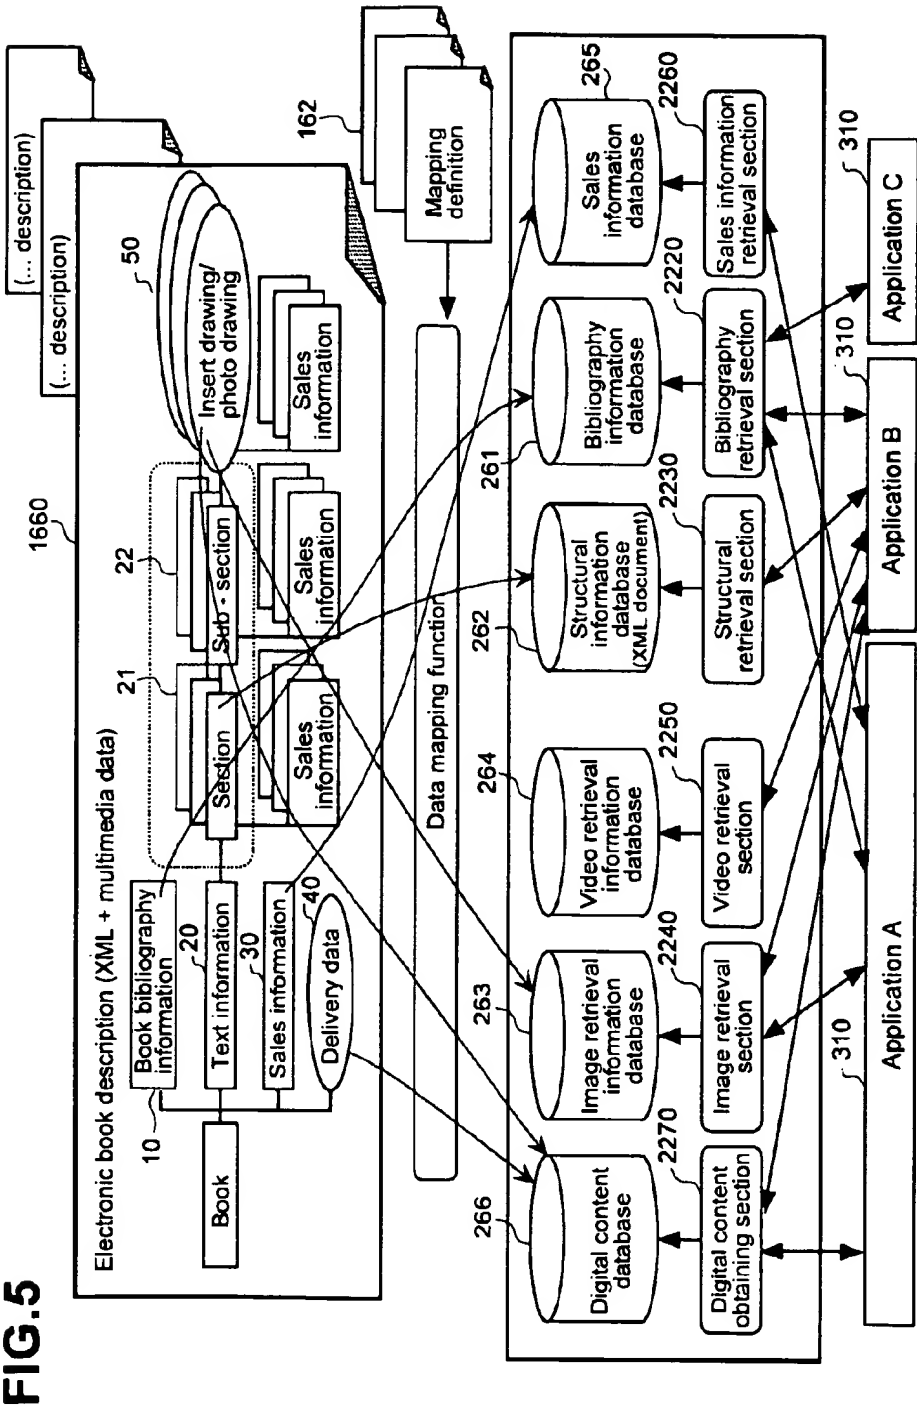 FIG.5
Electronic book description (XML + multimedia data)
1660
(... description)
(... description)
Book
10
Book bibliography
information
20
Text information
30
Sales information
40
Delivery data
21
Section
Sales
information
22
Sub・section
Sales
information
50
Insert drawing/
photo drawing
Sales
information
162
Mapping
definition
Data mapping function
266
Digital content
database
263
Image retrieval
information
database
264
Video retrieval
information
database
262
Structural
information
database
(XML document)
261
Bibliography
information
database
265
Sales
information
database
2270
Digital content
obtaining section
2240
Image retrieval
section
2250
Video retrieval
section
2230
Structural
retrieval section
2220
Bibliography
retrieval section
2260
Sales information
retrieval section
310
Application A
310
Application B
310
Application C